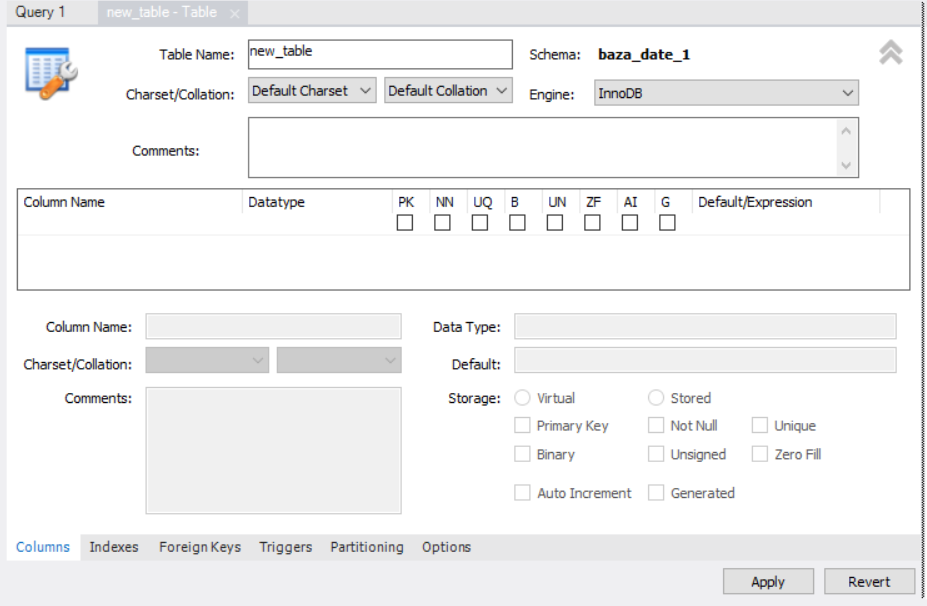 Query 1 new_table - Table ×
Table Name: new_table Schema: baza_date_1
Charset/Collation: Default Charset Default Collation Engine: InnoDB
Comments:
Column Name Datatype PK NN UQ B UN ZF AI G Default/Expression
Column Name: Data Type:
Charset/Collation: Default:
Comments: Storage: Virtual Stored
Primary Key Not Null Unique
Binary Unsigned Zero Fill
Auto Increment Generated
Columns Indexes Foreign Keys Triggers Partitioning Options
Apply Revert